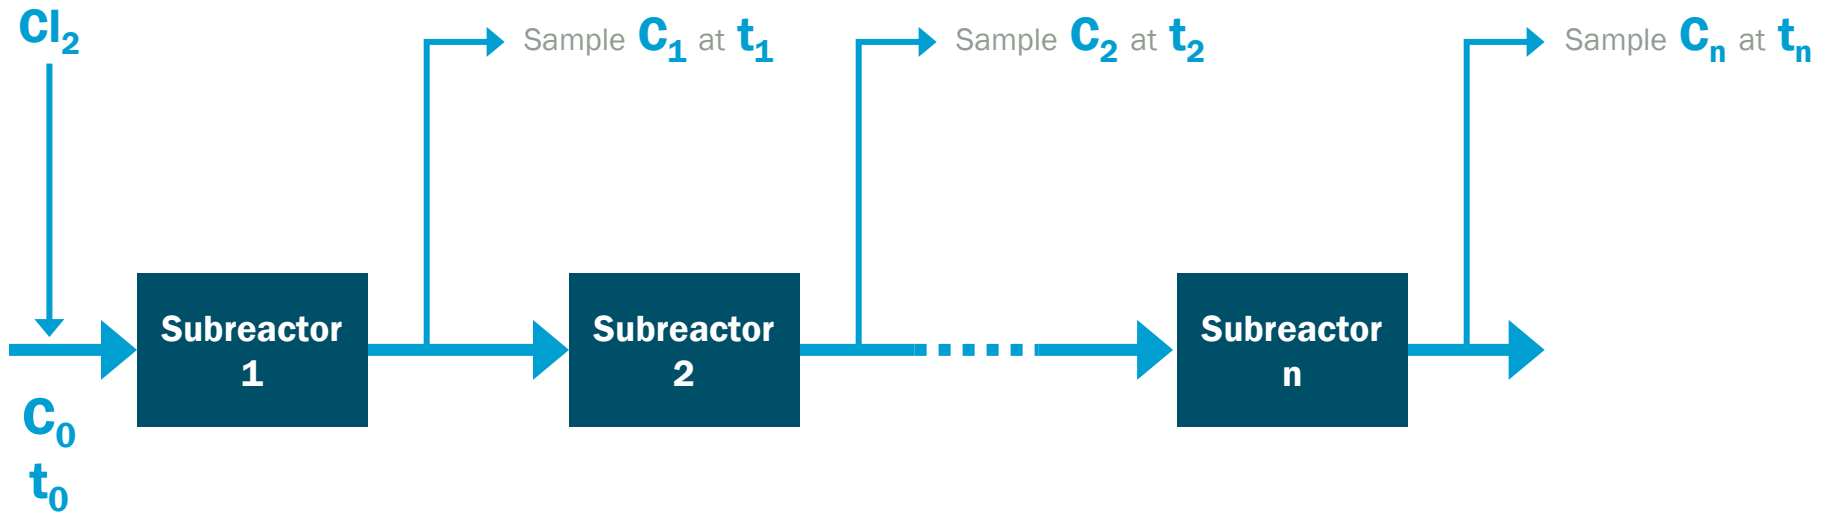 Cl₂
Sample C₁ at t₁
Sample C₂ at t₂
Sample Cₙ at tₙ
Subreactor
1
Subreactor
2
Subreactor
n
C₀
t₀